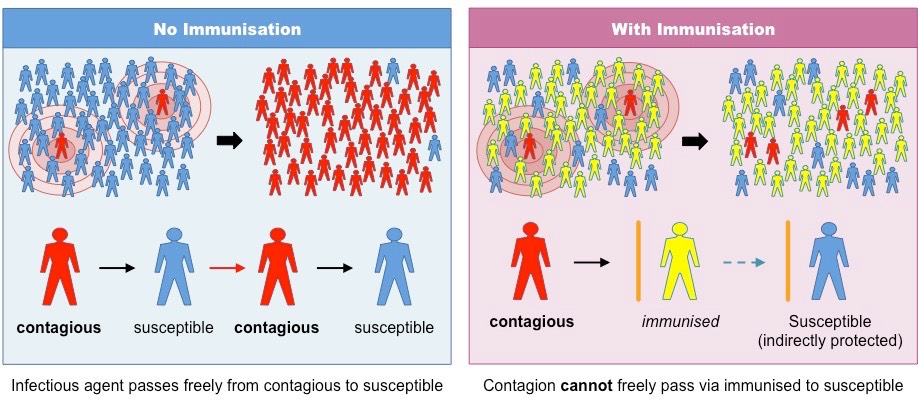 No Immunisation
contagious
susceptible
contagious
susceptible
Infectious agent passes freely from contagious to susceptible
With Immunisation
contagious
immunised
Susceptible
(indirectly protected)
Contagion cannot freely pass via immunised to susceptible